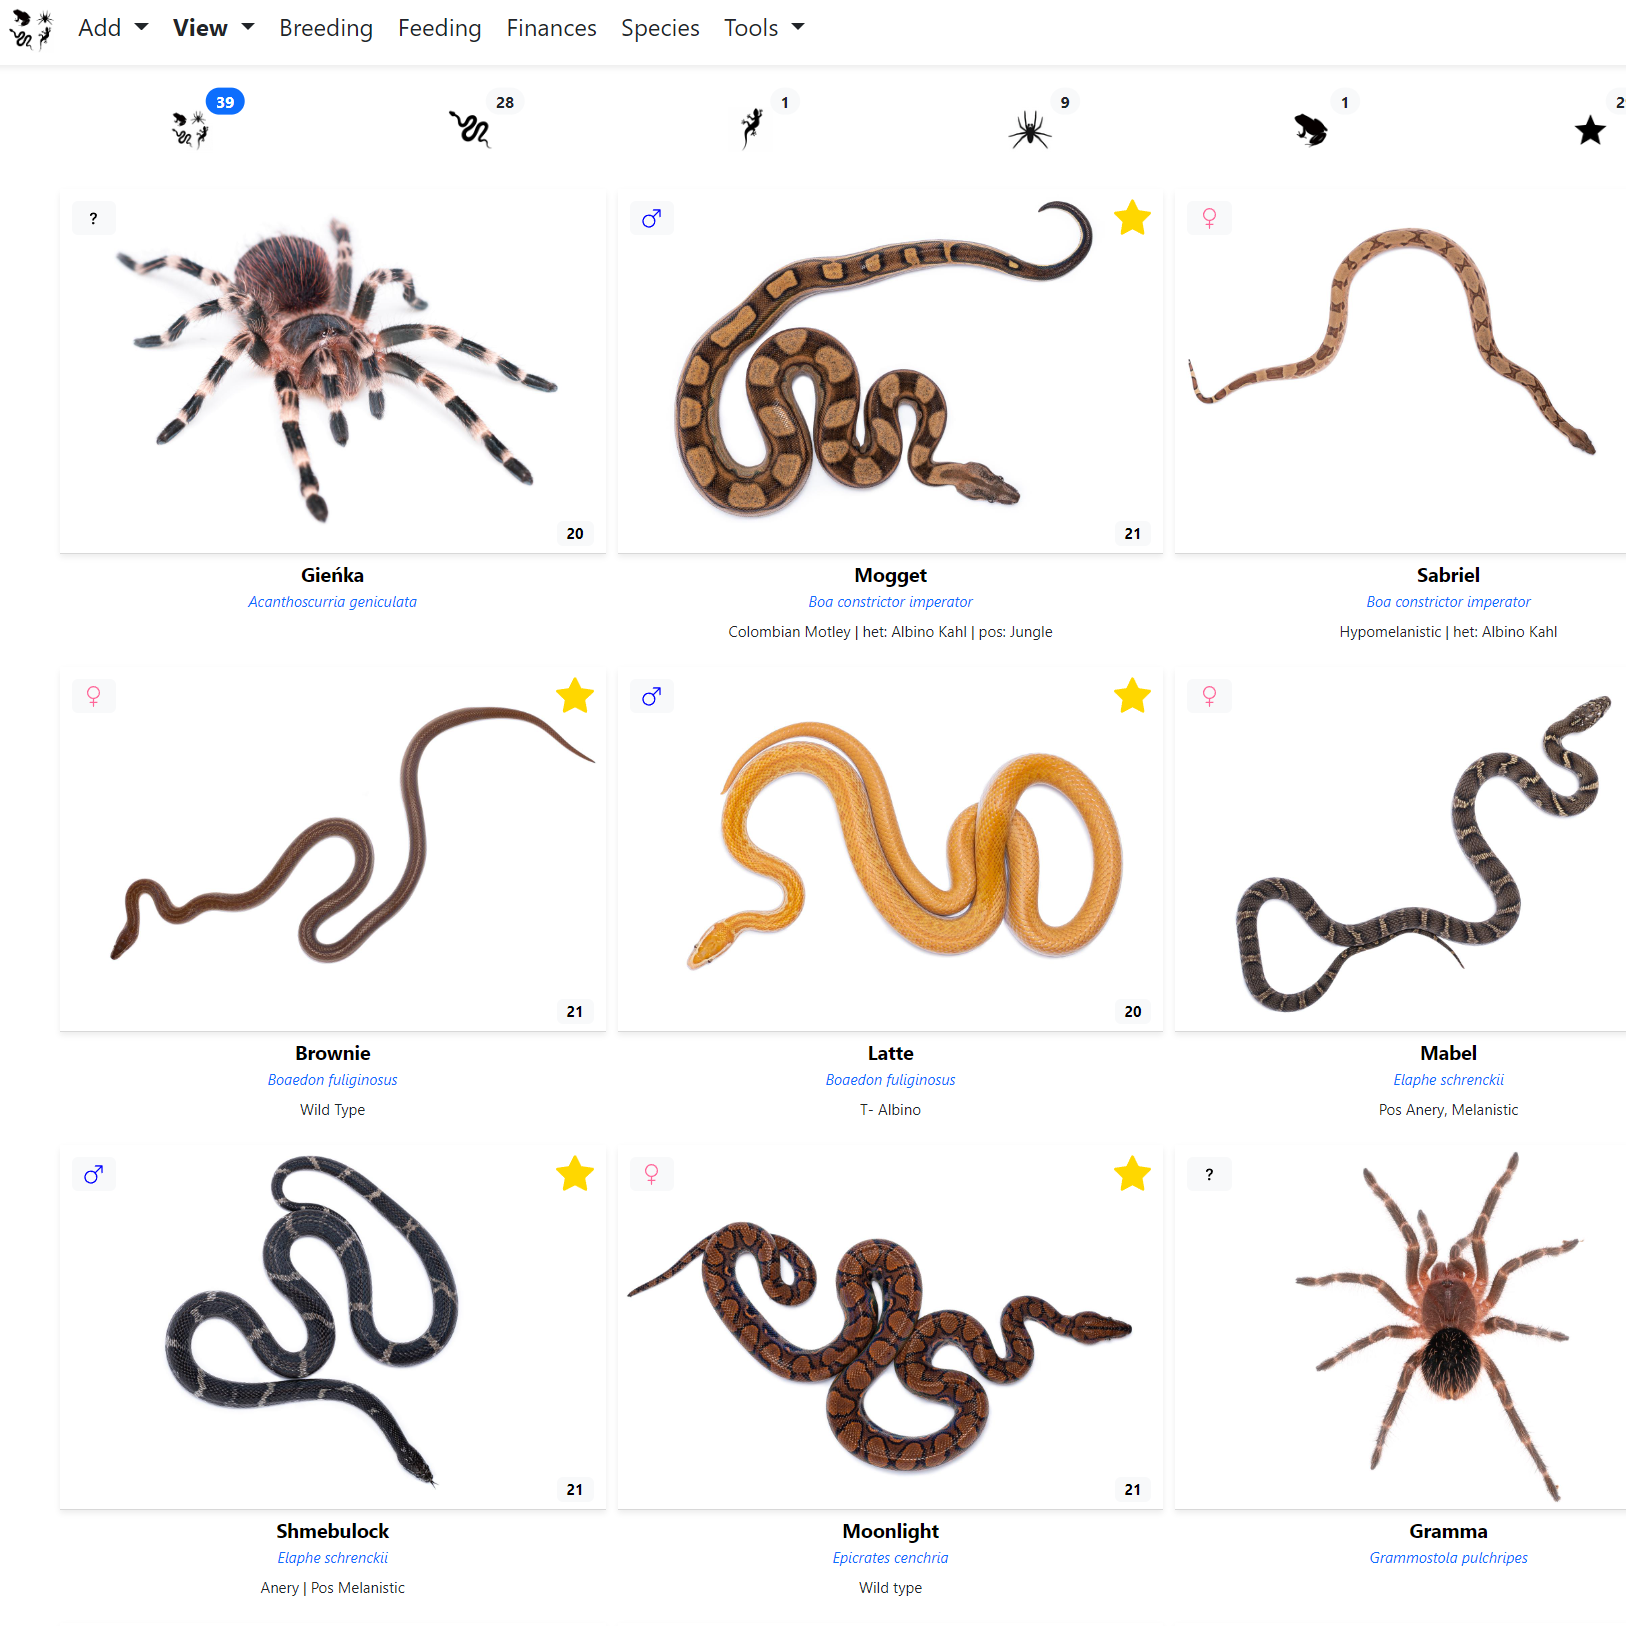 Add View Breeding Feeding Finances Species Tools
39 28 1 9 1
?
20 21
Gieńka Mogget Sabriel
Acanthoscurria geniculata Boa constrictor imperator Boa constrictor imperator
Colombian Motley | het: Albino Kahl | pos: Jungle Hypomelanistic | het: Albino Kahl
21 20
Brownie Latte Mabel
Boaedon fuliginosus Boaedon fuliginosus Elaphe schrenckii
Wild Type T- Albino Pos Anery, Melanistic
?
21 21
Shmebulock Moonlight Gramma
Elaphe schrenckii Epicrates cenchria Grammostola pulchripes
Anery | Pos Melanistic Wild type